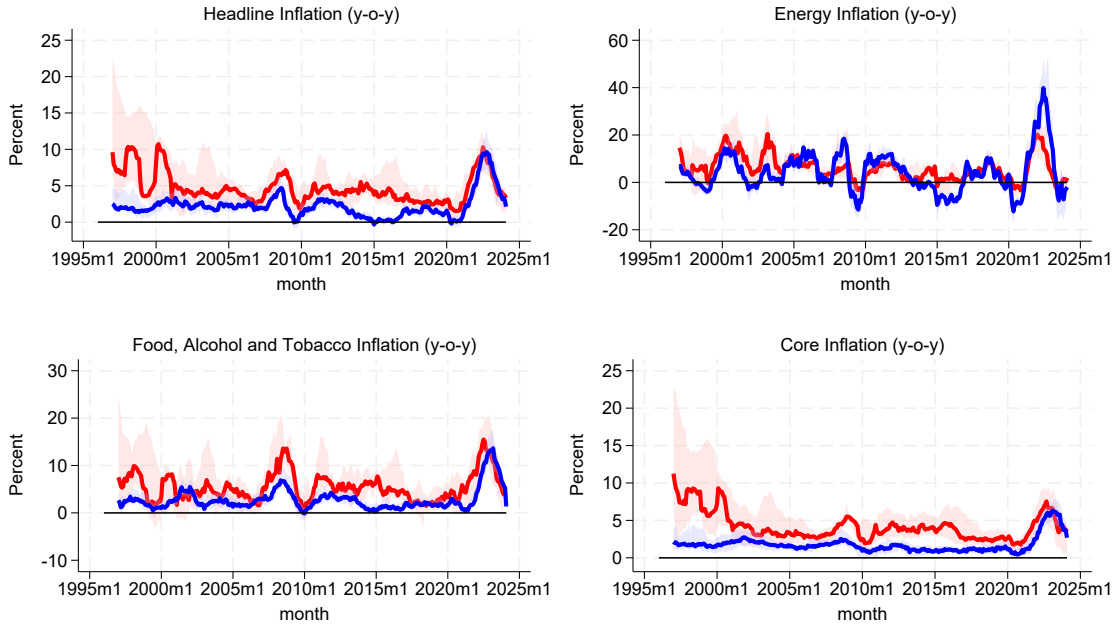 Headline Inflation (y-o-y)
Percent
25
20
15
10
5
0
1995m1 2000m1 2005m1 2010m1 2015m1 2020m1 2025m1
month
Energy Inflation (y-o-y)
Percent
60
40
20
0
-20
1995m1 2000m1 2005m1 2010m1 2015m1 2020m1 2025m1
month
Food, Alcohol and Tobacco Inflation (y-o-y)
Percent
30
20
10
0
-10
1995m1 2000m1 2005m1 2010m1 2015m1 2020m1 2025m1
month
Core Inflation (y-o-y)
Percent
25
20
15
10
5
0
1995m1 2000m1 2005m1 2010m1 2015m1 2020m1 2025m1
month